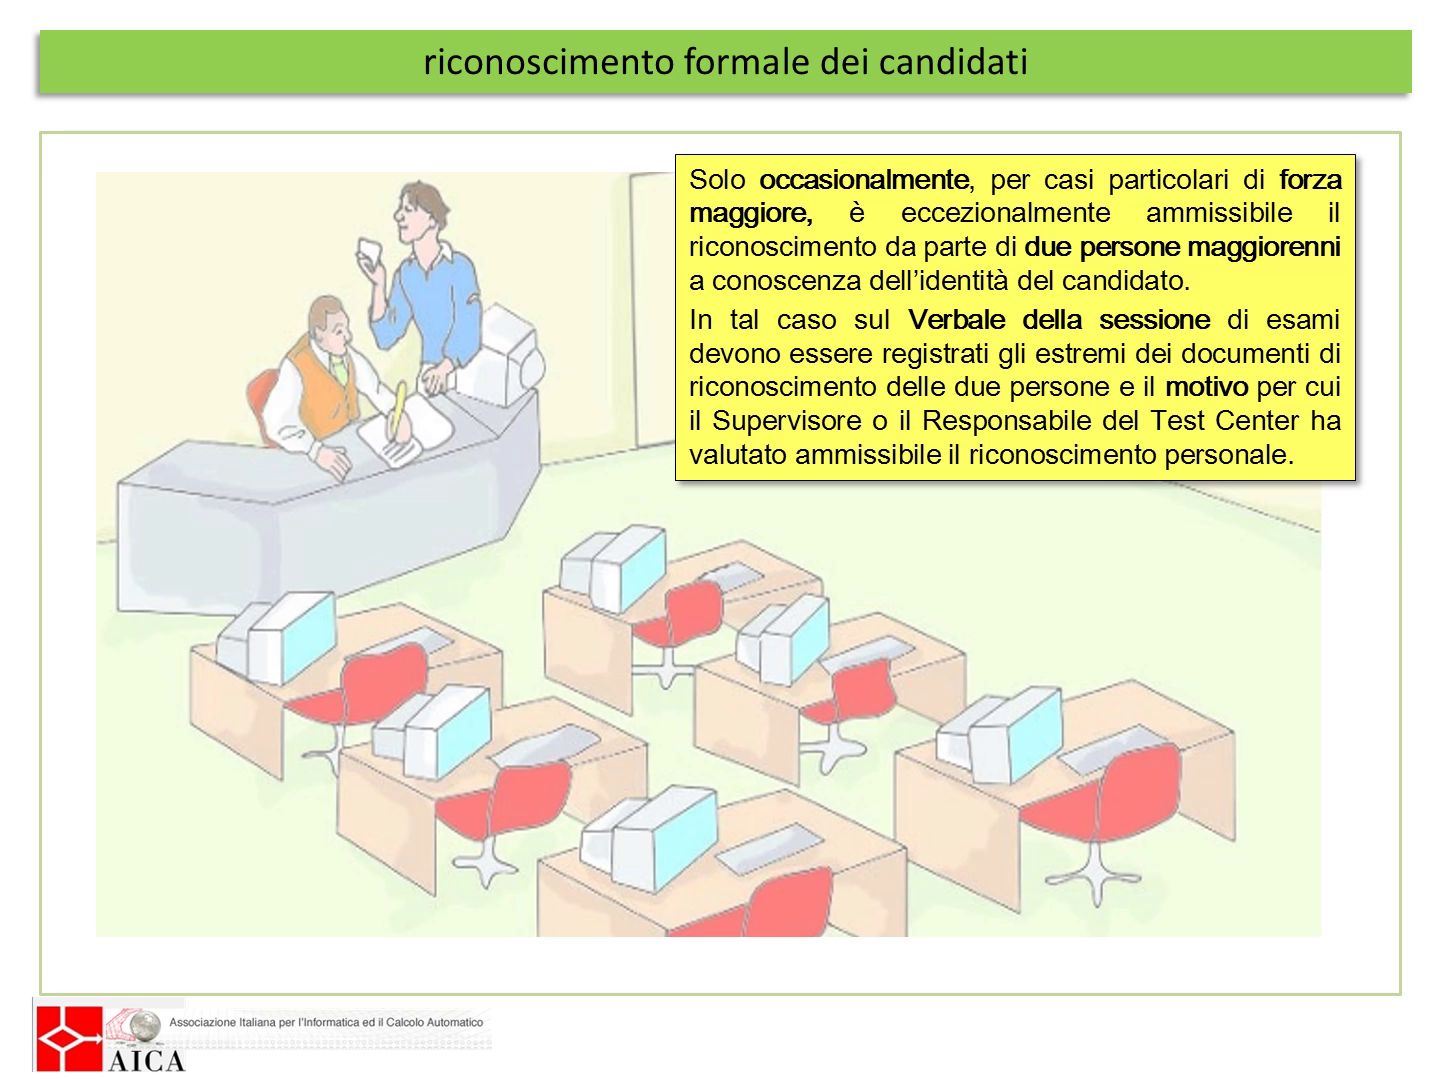 riconoscimento formale dei candidati
Solo occasionalmente, per casi particolari di forza
maggiore, è eccezionalmente ammissibile il
riconoscimento da parte di due persone maggiorenni
a conoscenza dell’identità del candidato.
In tal caso sul Verbale della sessione di esami
devono essere registrati gli estremi dei documenti di
riconoscimento delle due persone e il motivo per cui
il Supervisore o il Responsabile del Test Center ha
valutato ammissibile il riconoscimento personale.
Associazione Italiana per l'Informatica ed il Calcolo Automatico
AICA